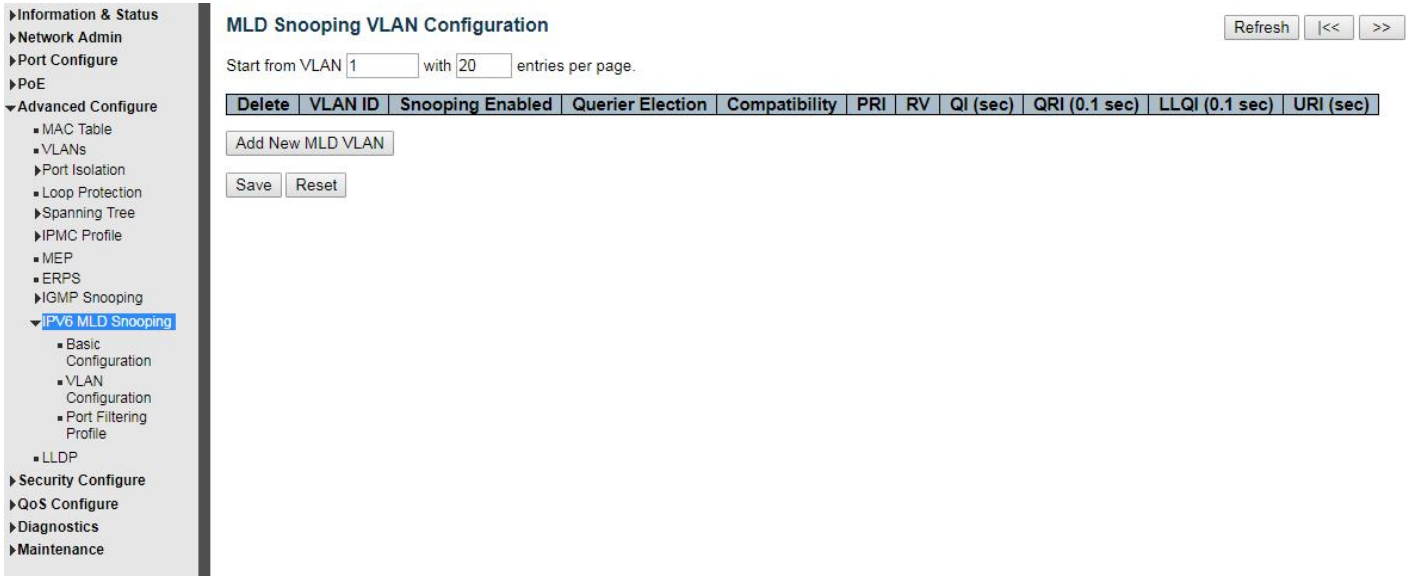 Information & Status
Network Admin
Port Configure
PoE
Advanced Configure
MAC Table
VLANs
Port Isolation
Loop Protection
Spanning Tree
IPMC Profile
MEP
ERPS
IGMP Snooping
IPV6 MLD Snooping
Basic
Configuration
VLAN
Configuration
Port Filtering
Profile
LLDP
Security Configure
QoS Configure
Diagnostics
Maintenance
MLD Snooping VLAN Configuration
Refresh |<< >>
Start from VLAN 1 with 20 entries per page.
Delete VLAN ID Snooping Enabled Querier Election Compatibility PRI RV QI (sec) QRI (0.1 sec) LLQI (0.1 sec) URI (sec)
Add New MLD VLAN
Save Reset